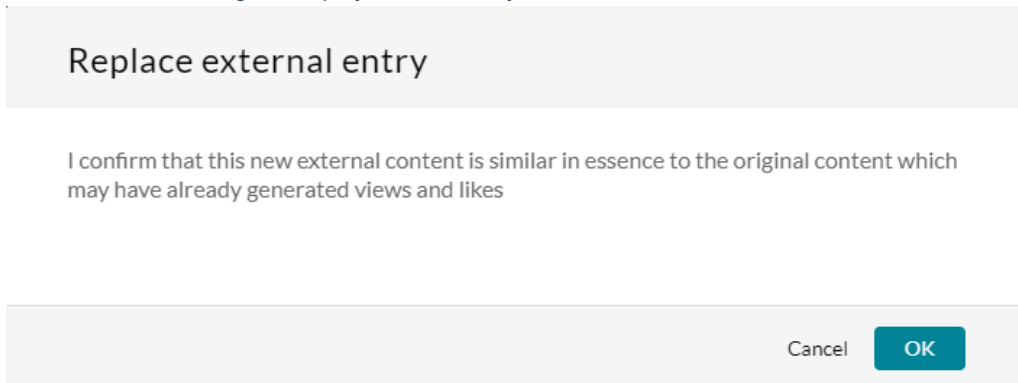 Replace external entry
I confirm that this new external content is similar in essence to the original content which
may have already generated views and likes
Cancel OK